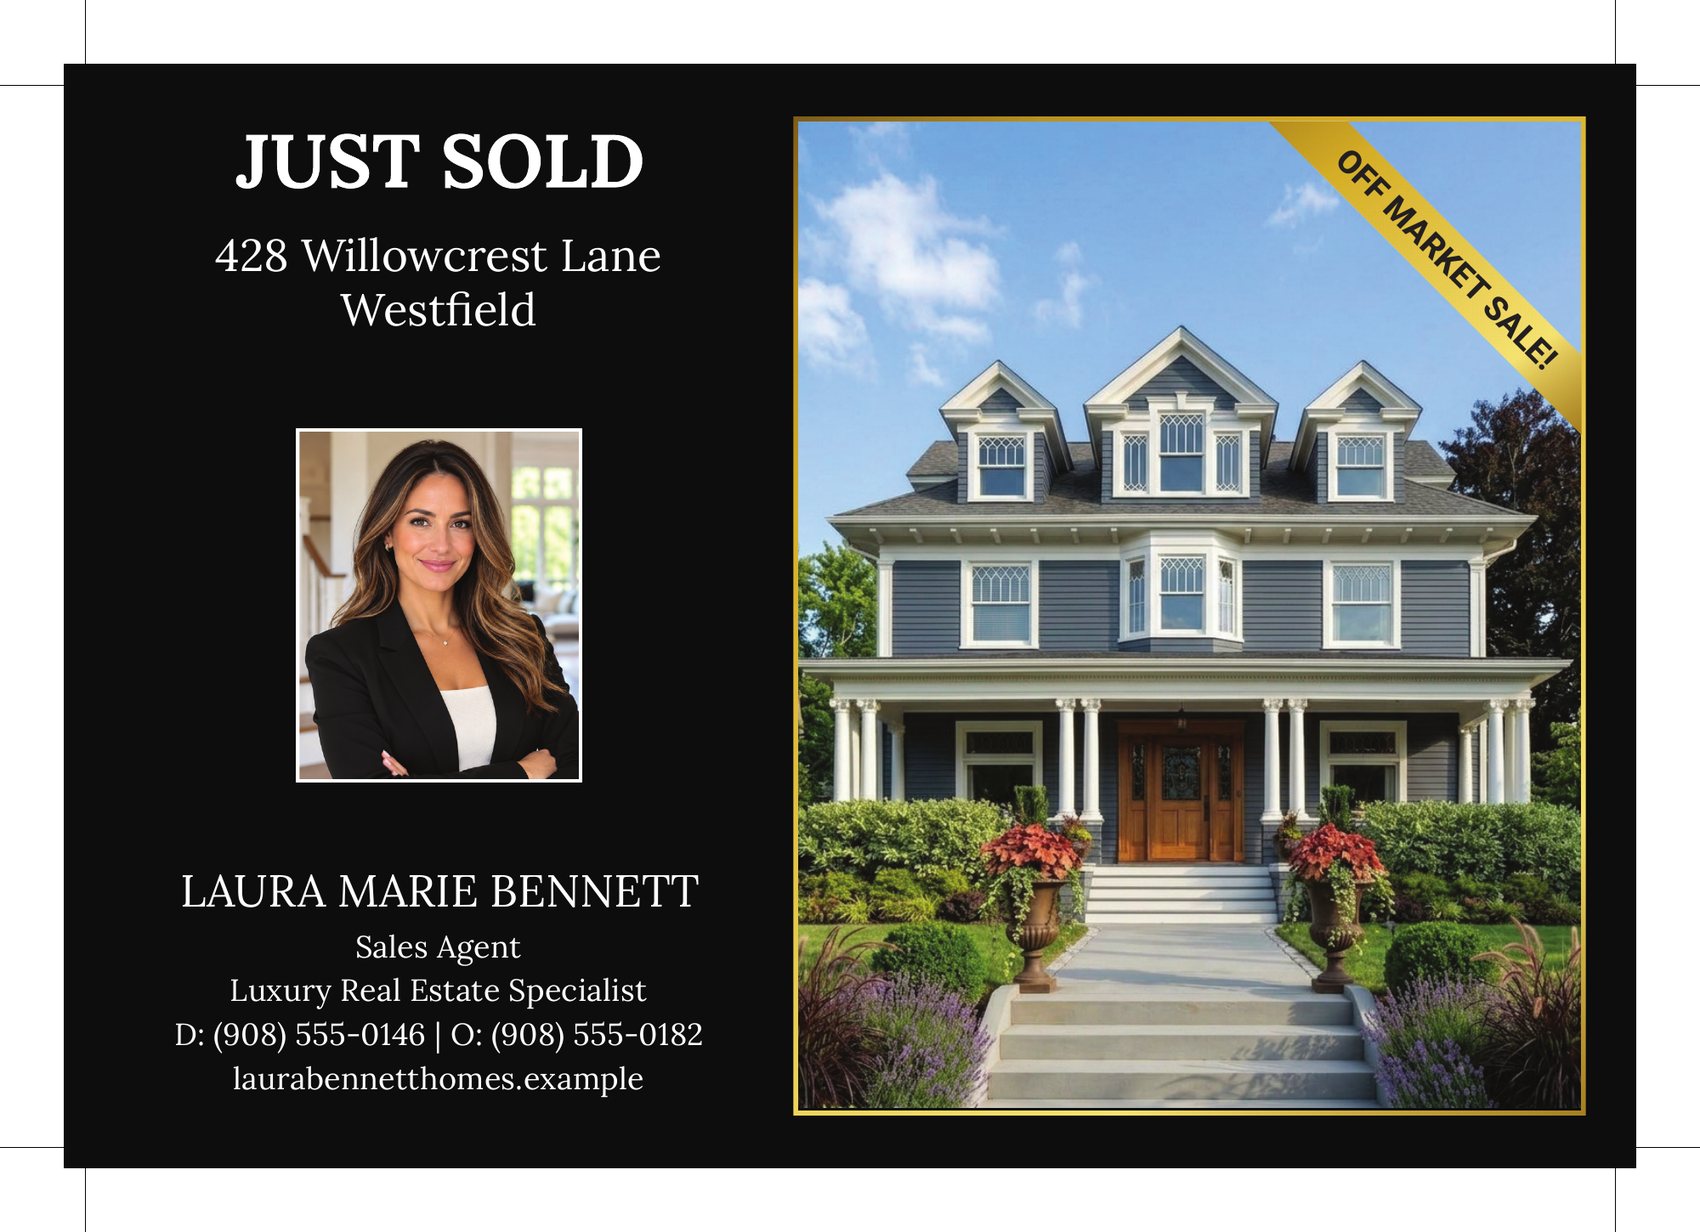 JUST SOLD
428 Willowcrest Lane
Westfield
LAURA MARIE BENNETT
Sales Agent
Luxury Real Estate Specialist
D: (908) 555-0146 | O: (908) 555-0182
laurabennetthomes.example
OFF MARKET SALE!